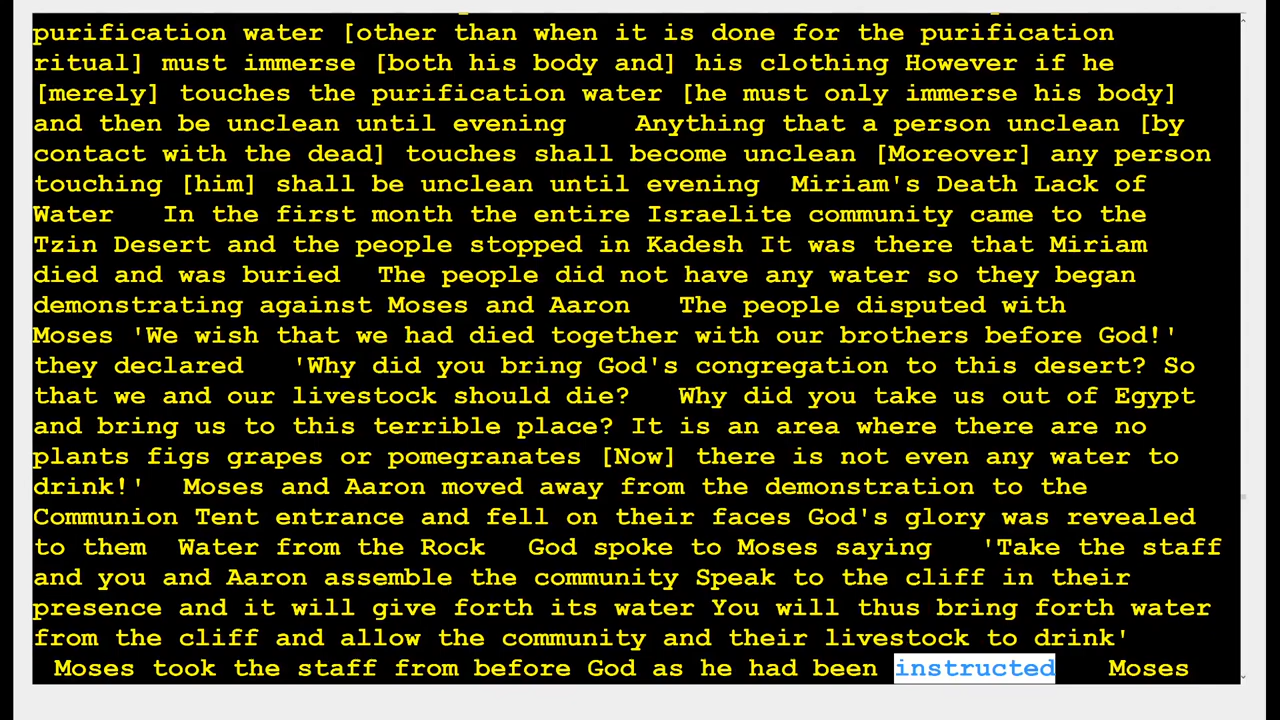 purification water [other than when it is done for the purification
ritual] must immerse [both his body and] his clothing However if he
[merely] touches the purification water [he must only immerse his body]
and then be unclean until evening Anything that a person unclean [by
contact with the dead] touches shall become unclean [Moreover] any person
touching [him] shall be unclean until evening Miriam's Death Lack of
Water In the first month the entire Israelite community came to the
Tzin Desert and the people stopped in Kadesh It was there that Miriam
died and was buried The people did not have any water so they began
demonstrating against Moses and Aaron The people disputed with
Moses 'We wish that we had died together with our brothers before God!'
they declared 'Why did you bring God's congregation to this desert? So
that we and our livestock should die? Why did you take us out of Egypt
and bring us to this terrible place? It is an area where there are no
plants figs grapes or pomegranates [Now] there is not even any water to
drink!' Moses and Aaron moved away from the demonstration to the
Communion Tent entrance and fell on their faces God's glory was revealed
to them Water from the Rock God spoke to Moses saying 'Take the staff
and you and Aaron assemble the community Speak to the cliff in their
presence and it will give forth its water You will thus bring forth water
from the cliff and allow the community and their livestock to drink'
Moses took the staff from before God as he had been instructed Moses